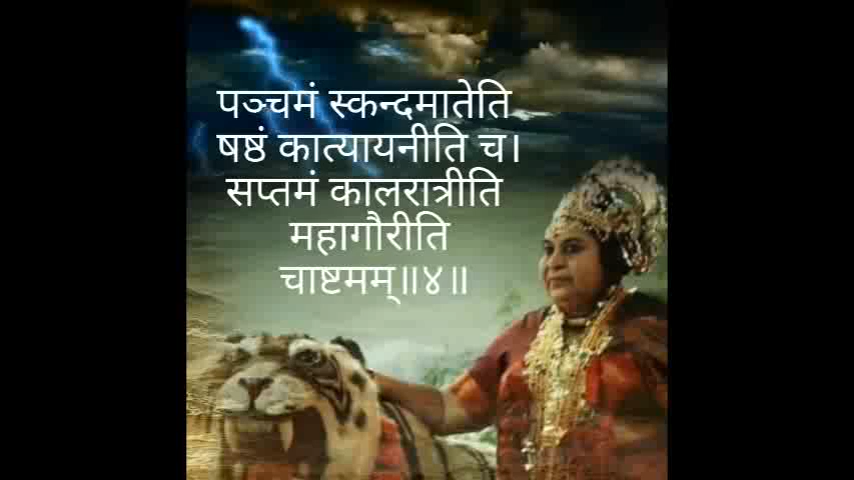 पञ्चमं स्कन्दमातेति
षष्ठं कात्यायनीति च।
सप्तमं कालरात्रीति
महागौरीति
चाष्टमम्॥४॥